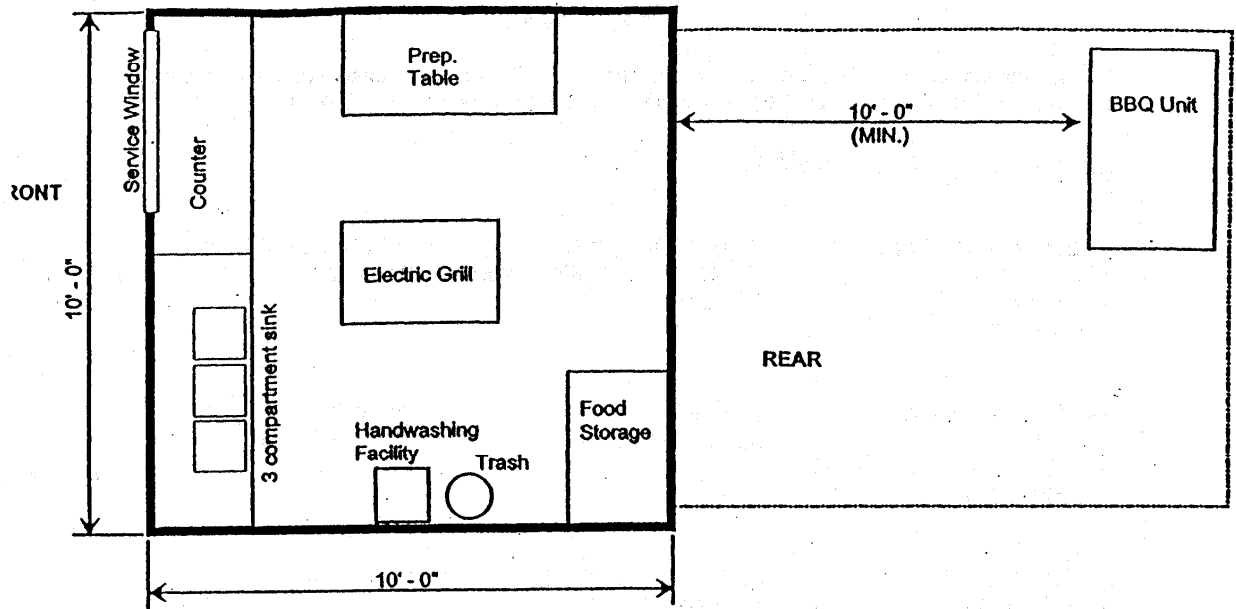 Prep.
Table
BBQ Unit
10' - 0"
(MIN.)
Service Window
Counter
RONT
10' - 0"
Electric Grill
3 compartment sink
REAR
Food
Storage
Handwashing
Facility
Trash
10' - 0"